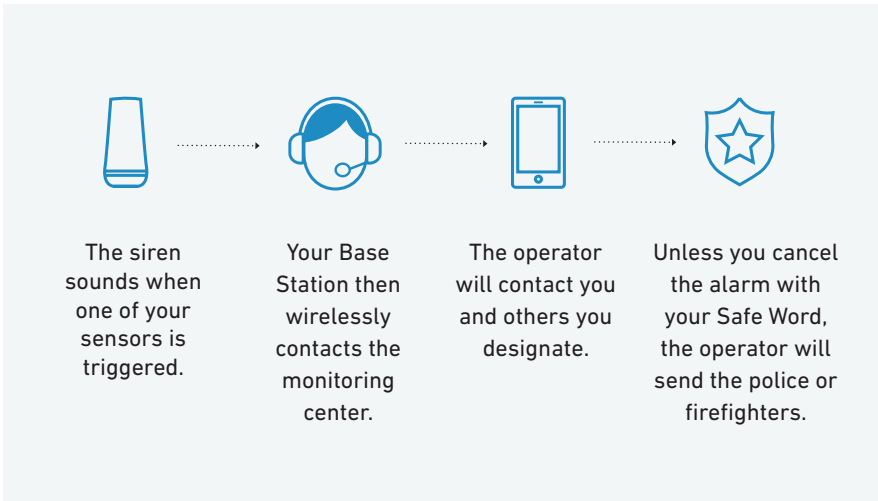 The siren
sounds when
one of your
sensors is
triggered.
Your Base
Station then
wirelessly
contacts the
monitoring
center.
The operator
will contact you
and others you
designate.
Unless you cancel
the alarm with
your Safe Word,
the operator will
send the police or
firefighters.